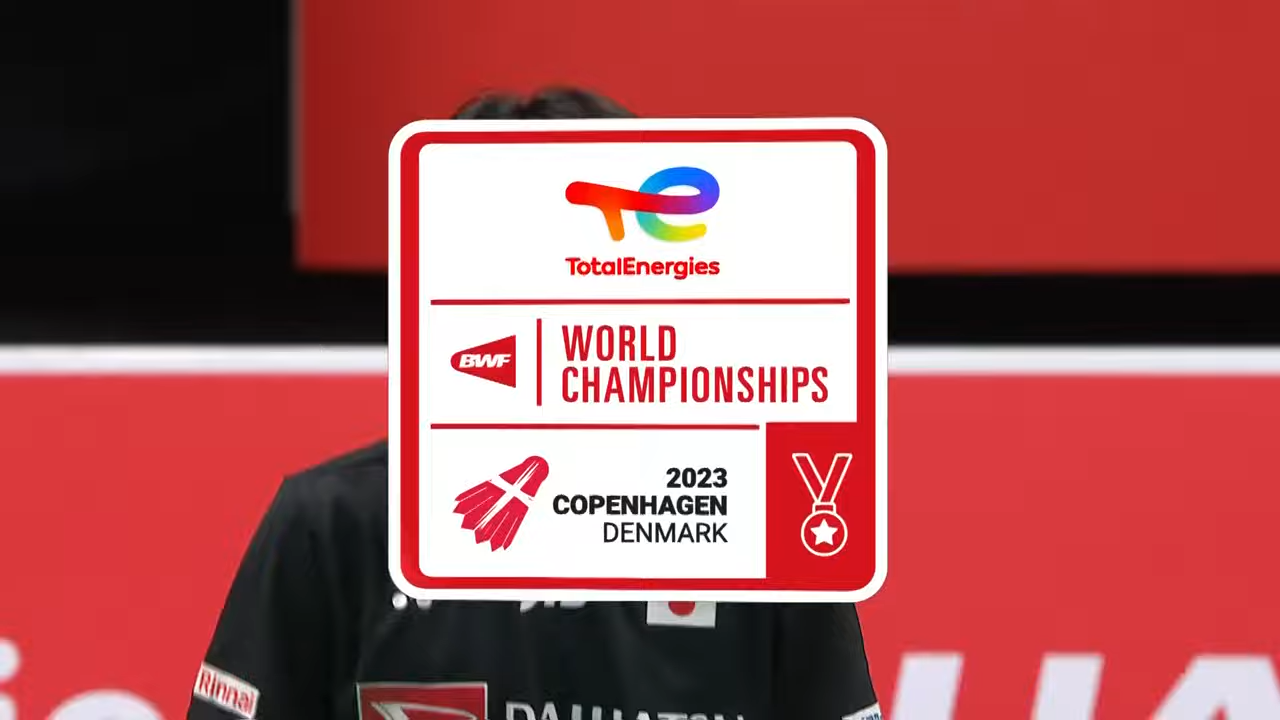 TotalEnergies
BWF
WORLD
CHAMPIONSHIPS
2023
COPENHAGEN
DENMARK
Rinnai